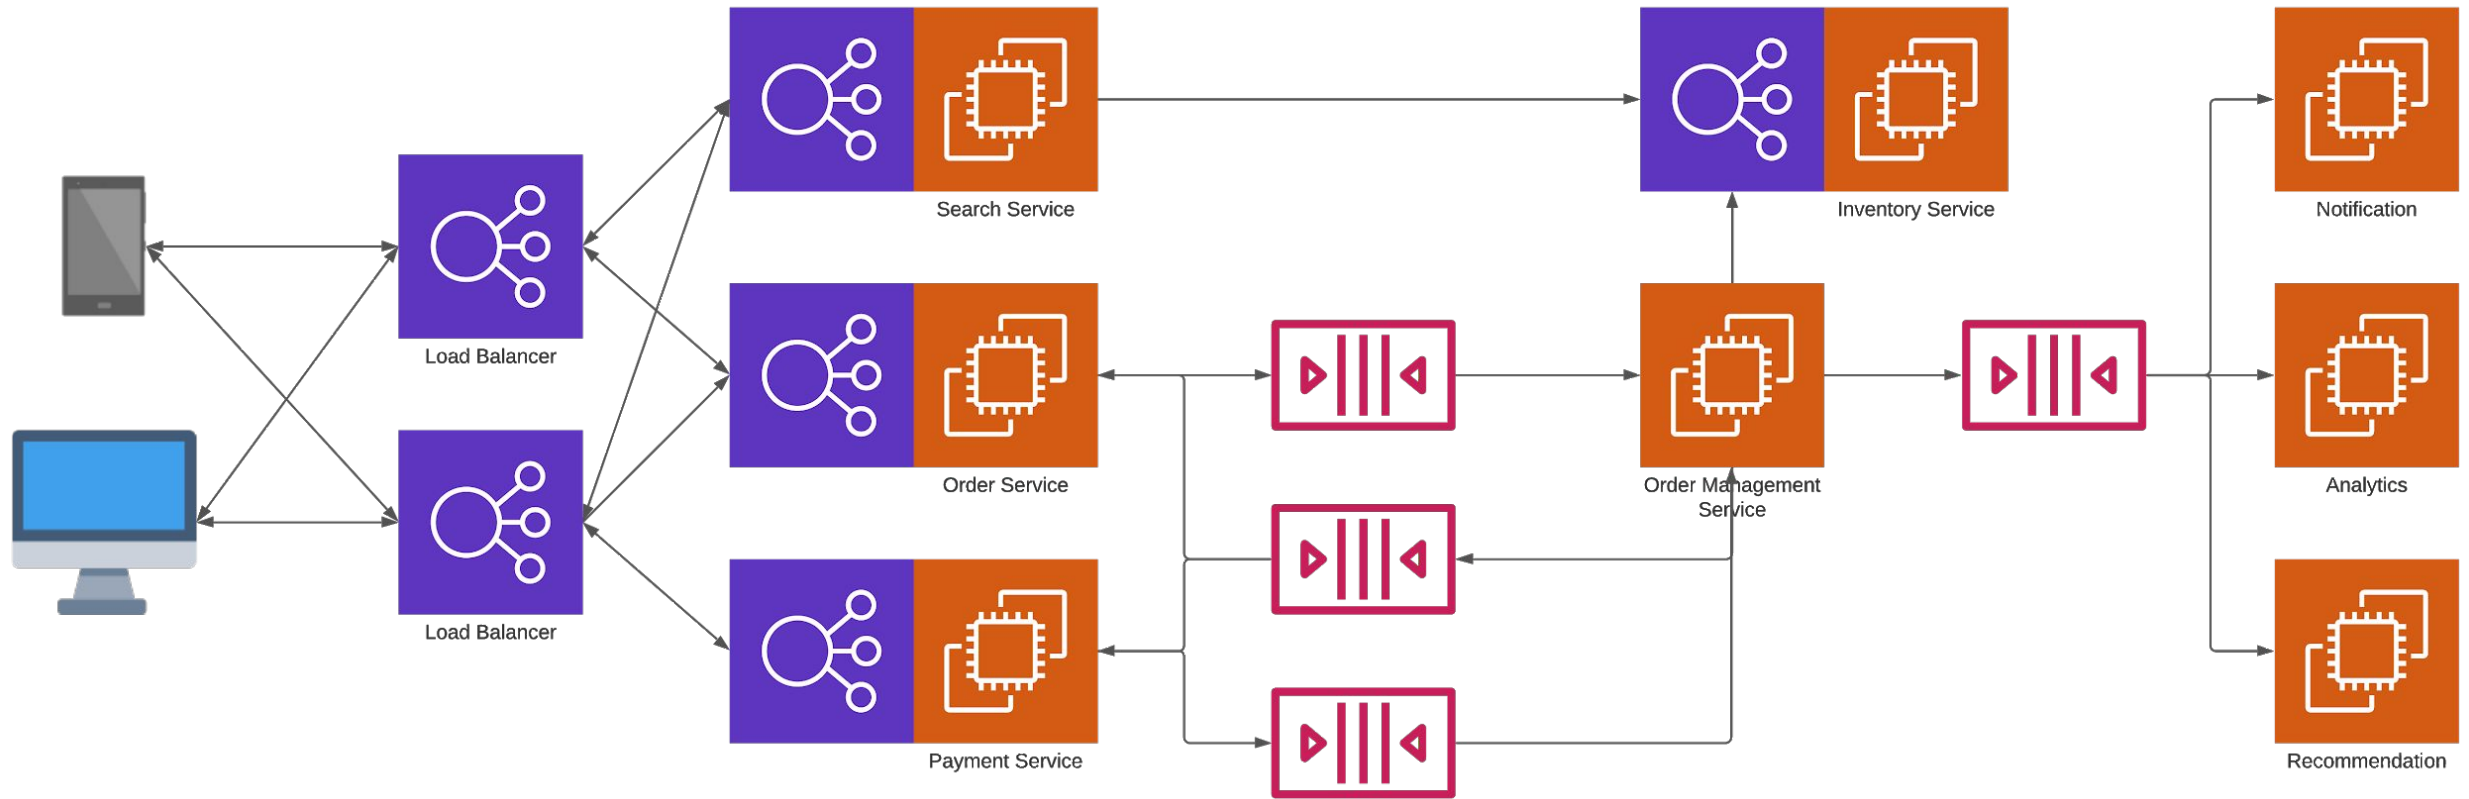 Search Service
Inventory Service
Notification
Load Balancer
Order Service
Order Management
Service
Analytics
Load Balancer
Payment Service
Recommendation